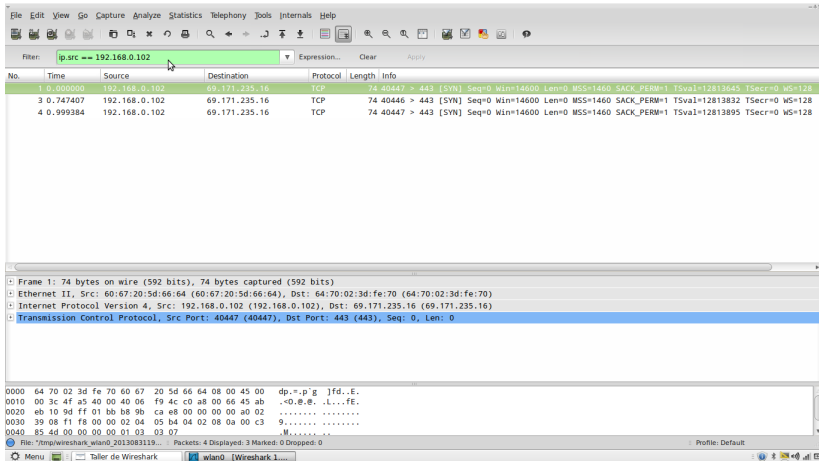 File Edit View Go Capture Analyze Statistics Telephony Tools Internals Help
Filter: ip.src == 192.168.0.102 Expression... Clear Apply
No. Time Source Destination Protocol Length Info
1 0.000000 192.168.0.102 69.171.235.16 TCP 74 40447 > 443 [SYN] Seq=0 Win=14600 Len=0 MSS=1460 SACK_PERM=1 TSval=12813645 TSecr=0 WS=128
3 0.747407 192.168.0.102 69.171.235.16 TCP 74 40446 > 443 [SYN] Seq=0 Win=14600 Len=0 MSS=1460 SACK_PERM=1 TSval=12813832 TSecr=0 WS=128
4 0.999384 192.168.0.102 69.171.235.16 TCP 74 40447 > 443 [SYN] Seq=0 Win=14600 Len=0 MSS=1460 SACK_PERM=1 TSval=12813895 TSecr=0 WS=128
Frame 1: 74 bytes on wire (592 bits), 74 bytes captured (592 bits)
Ethernet II, Src: 60:67:20:5d:66:64 (60:67:20:5d:66:64), Dst: 64:70:02:3d:fe:70 (64:70:02:3d:fe:70)
Internet Protocol Version 4, Src: 192.168.0.102 (192.168.0.102), Dst: 69.171.235.16 (69.171.235.16)
Transmission Control Protocol, Src Port: 40447 (40447), Dst Port: 443 (443), Seq: 0, Len: 0
0000 64 70 02 3d fe 70 60 67 20 5d 66 64 08 00 45 00 dp.=.p`g ]fd..E.
0010 00 3c 4f a5 40 00 40 06 f9 4c c0 a8 00 66 45 ab .<O.@.@. .L...fE.
0020 eb 10 9d ff 01 bb b8 9b ca e8 00 00 00 00 a0 02 ........ ........
0030 39 08 f1 f8 00 00 02 04 05 b4 04 02 08 0a 00 c3 9....... ........
0040 85 4d 00 00 00 00 01 03 03 07 .M...... ..
File: "/tmp/wireshark_wlan0_2013083119... Packets: 4 Displayed: 3 Marked: 0 Dropped: 0 Profile: Default
Menu Taller de Wireshark wlan0 [Wireshark 1....